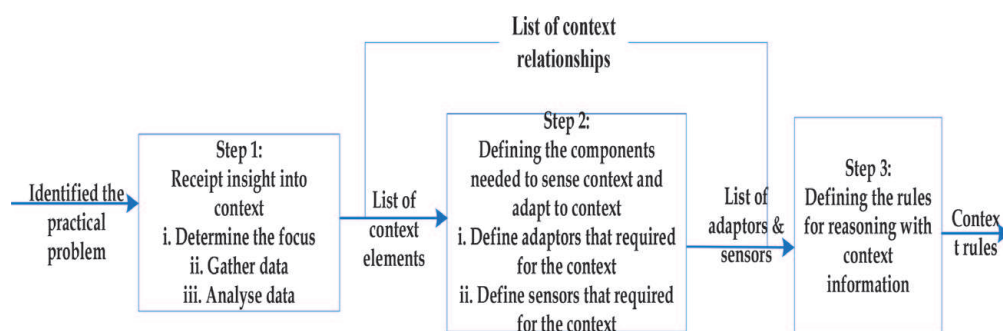 List of context
relationships
Identified the
practical
problem
Step 1:
Receipt insight into
context
i. Determine the focus
ii. Gather data
iii. Analyse data
List of
context
elements
Step 2:
Defining the components
needed to sense context and
adapt to context
i. Define adaptors that required
for the context
ii. Define sensors that required
for the context
List of
adaptors &
sensors
Step 3:
Defining the rules
for reasoning with
context
information
Contex
t rules